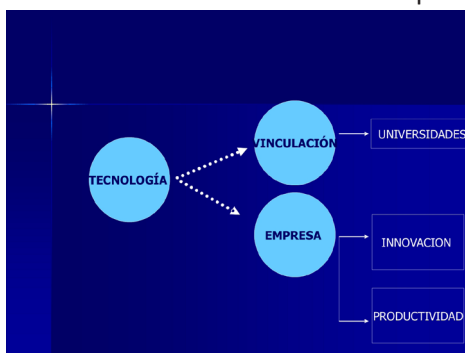 TECNOLOGÍA
VINCULACIÓN
UNIVERSIDADES
EMPRESA
INNOVACION
PRODUCTIVIDAD